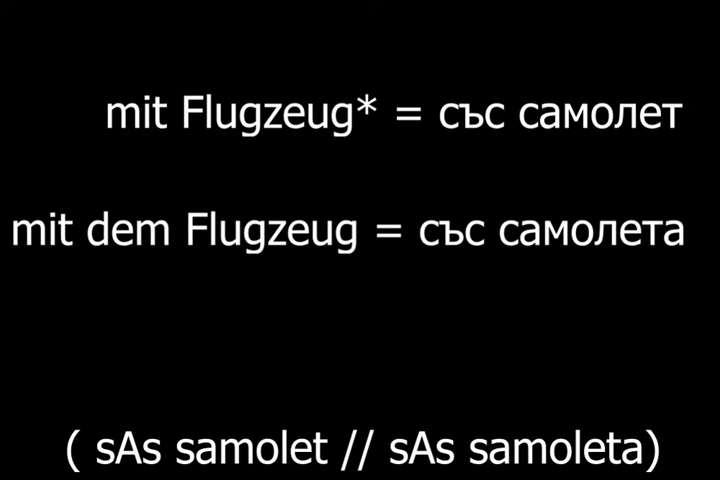 mit Flugzeug* = със самолет
mit dem Flugzeug = със самолета
( sAs samolet // sAs samoleta)